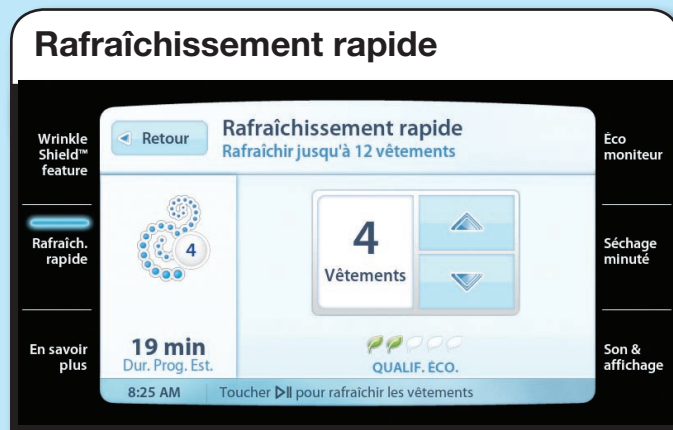 Rafraîchissement rapide
Wrinkle
Shield™
feature
Rafraîch.
rapide
En savoir
plus
Retour
Rafraîchissement rapide
Rafraîchir jusqu'à 12 vêtements
4
19 min
Dur. Prog. Est.
4
Vêtements
QUALIF. ÉCO.
8:25 AM
Toucher ▷II pour rafraîchir les vêtements
Éco
moniteur
Séchage
minuté
Son &
affichage